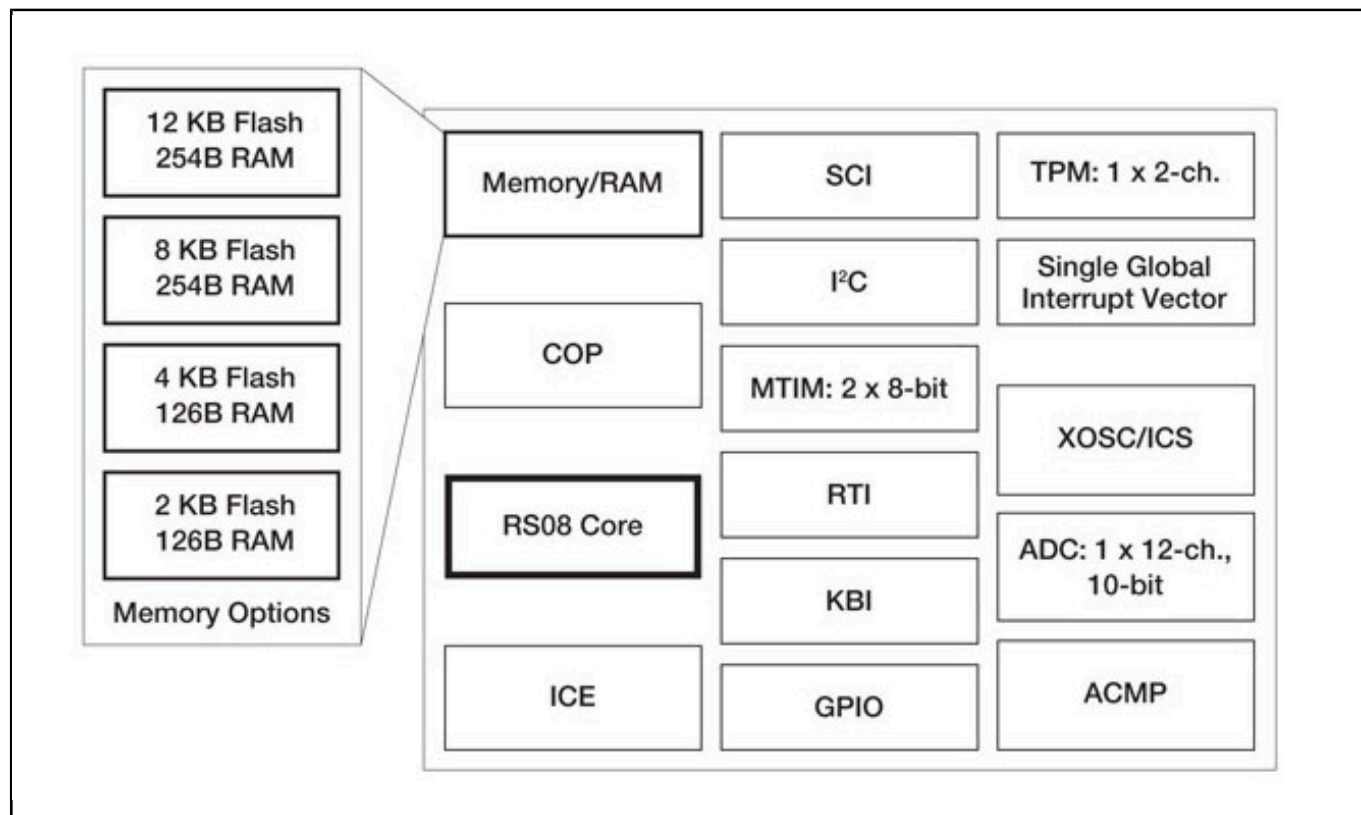 12 KB Flash
254B RAM
8 KB Flash
254B RAM
4 KB Flash
126B RAM
2 KB Flash
126B RAM
Memory Options
Memory/RAM
COP
RS08 Core
ICE
SCI
I²C
MTIM: 2 x 8-bit
RTI
KBI
GPIO
TPM: 1 x 2-ch.
Single Global
Interrupt Vector
XOSC/ICS
ADC: 1 x 12-ch.,
10-bit
ACMP